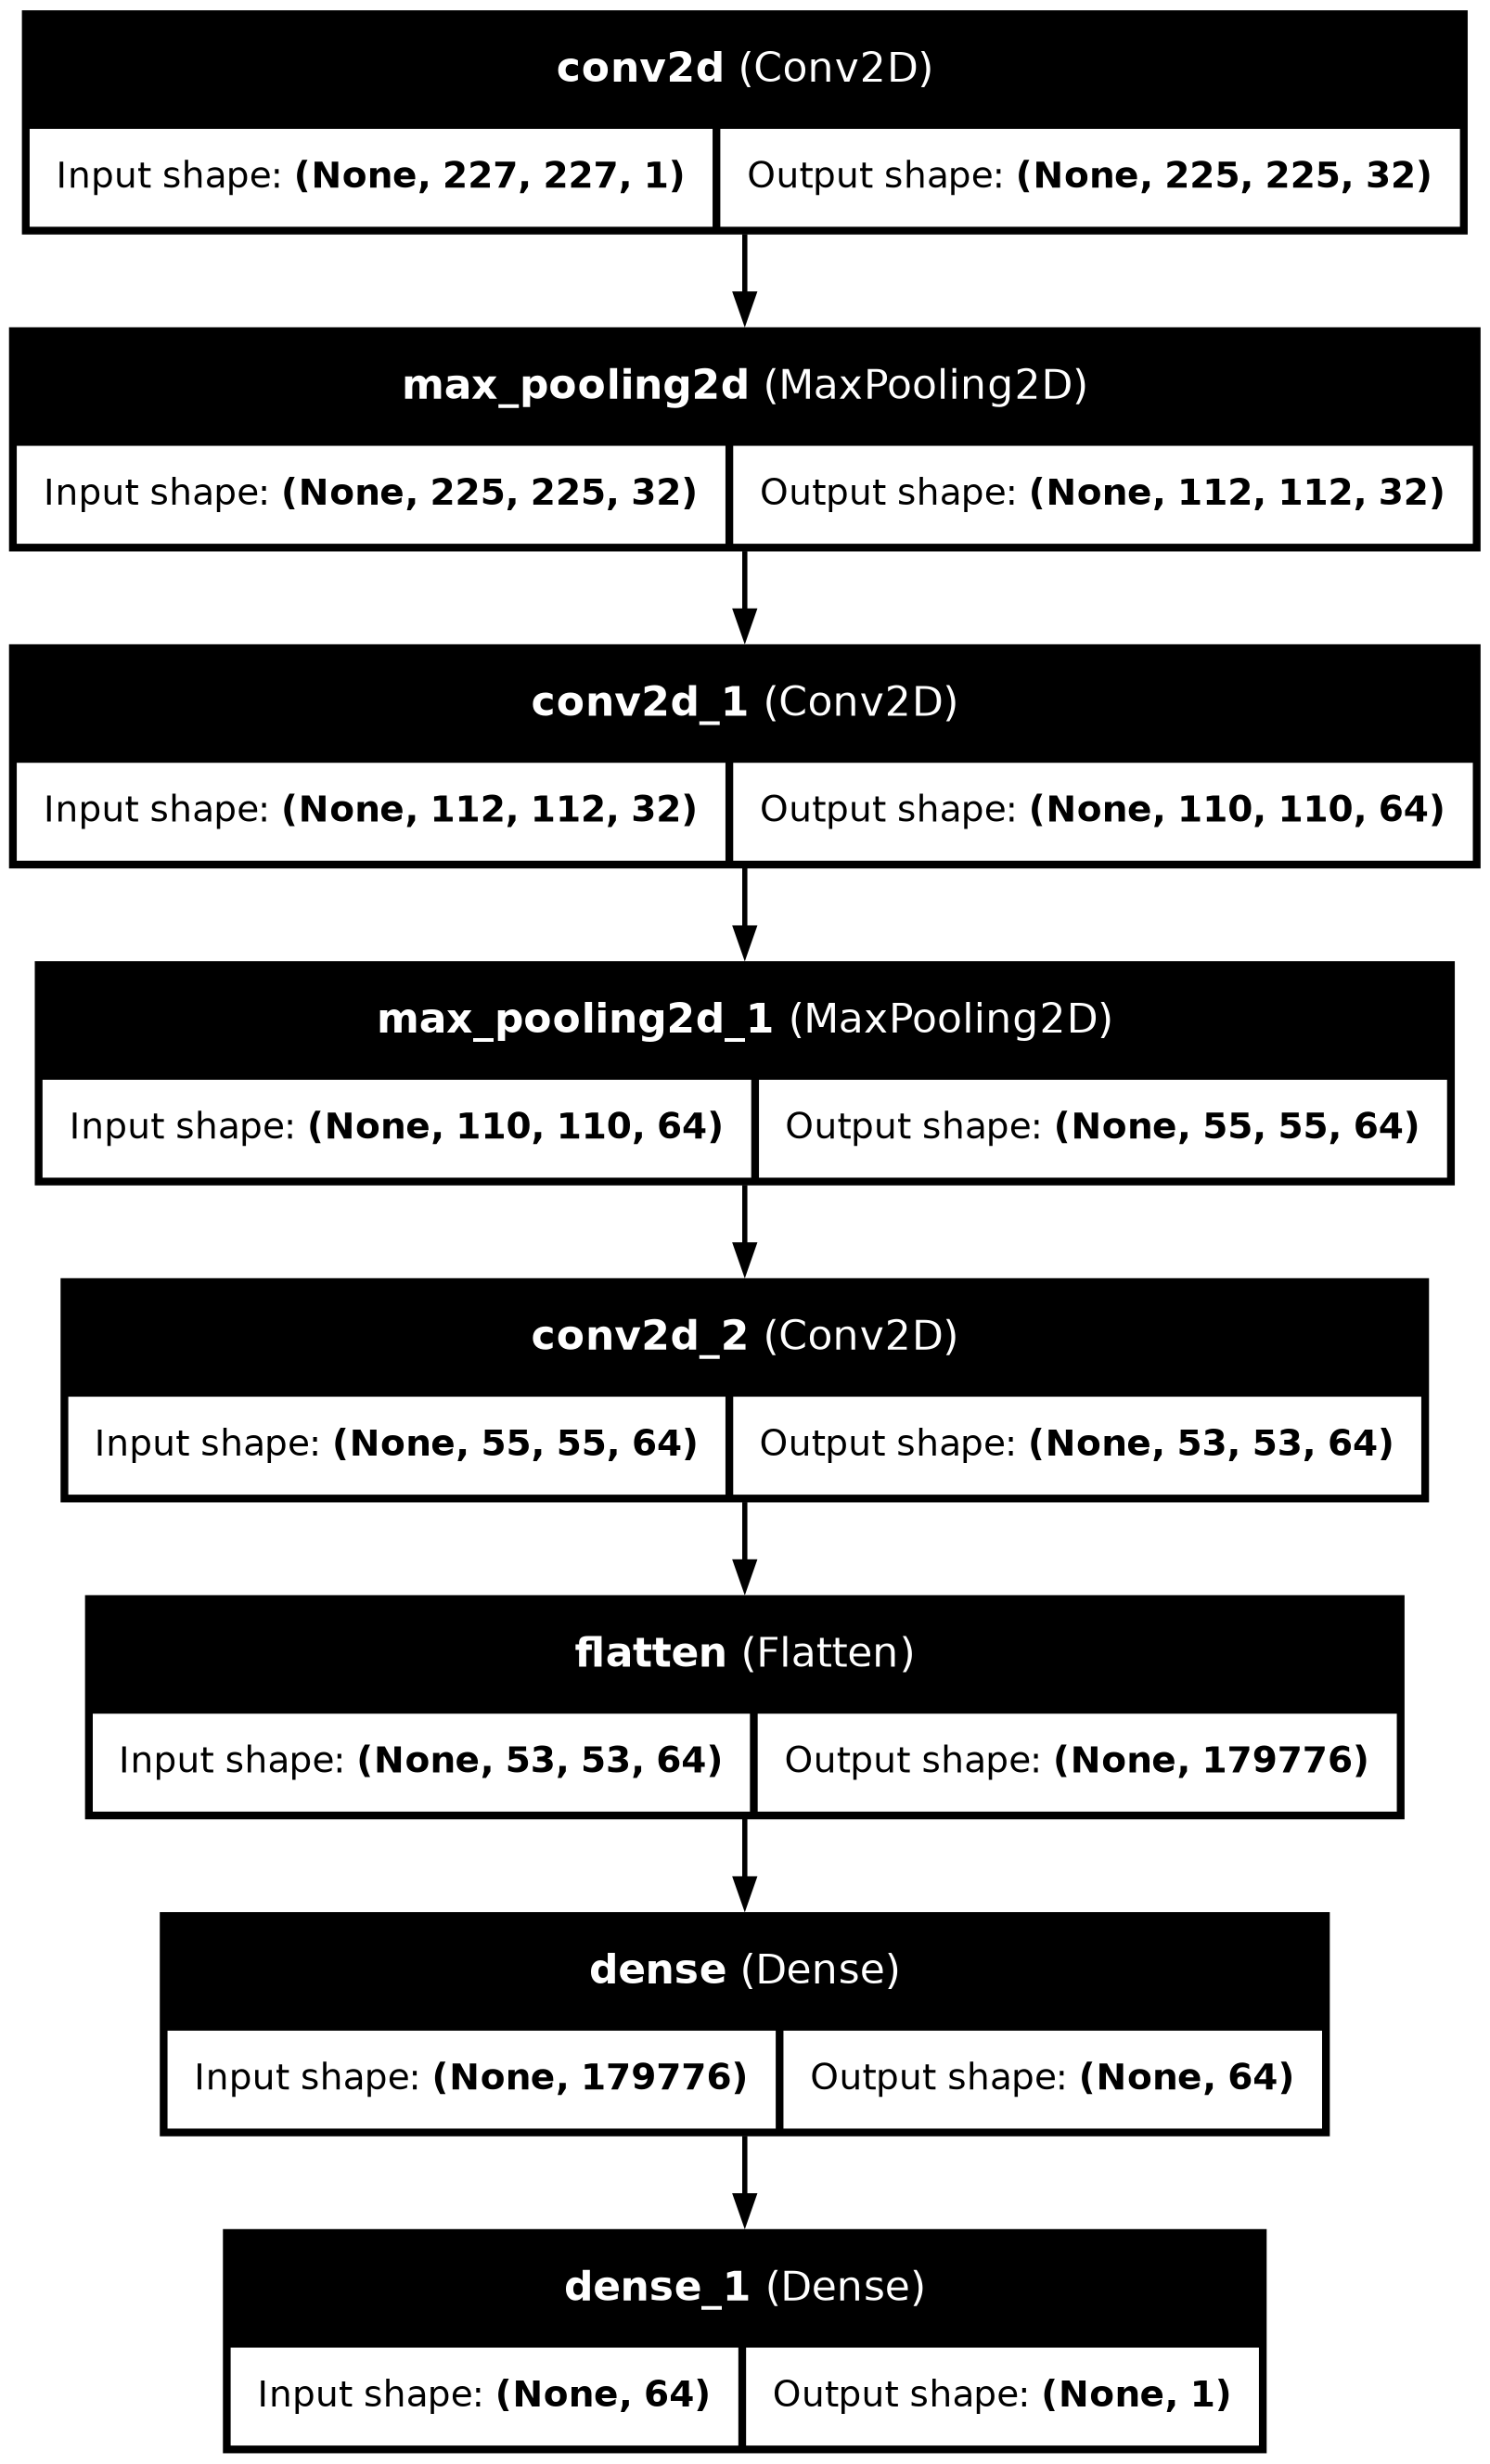 conv2d (Conv2D)
Input shape: (None, 227, 227, 1) Output shape: (None, 225, 225, 32)
max_pooling2d (MaxPooling2D)
Input shape: (None, 225, 225, 32) Output shape: (None, 112, 112, 32)
conv2d_1 (Conv2D)
Input shape: (None, 112, 112, 32) Output shape: (None, 110, 110, 64)
max_pooling2d_1 (MaxPooling2D)
Input shape: (None, 110, 110, 64) Output shape: (None, 55, 55, 64)
conv2d_2 (Conv2D)
Input shape: (None, 55, 55, 64) Output shape: (None, 53, 53, 64)
flatten (Flatten)
Input shape: (None, 53, 53, 64) Output shape: (None, 179776)
dense (Dense)
Input shape: (None, 179776) Output shape: (None, 64)
dense_1 (Dense)
Input shape: (None, 64) Output shape: (None, 1)